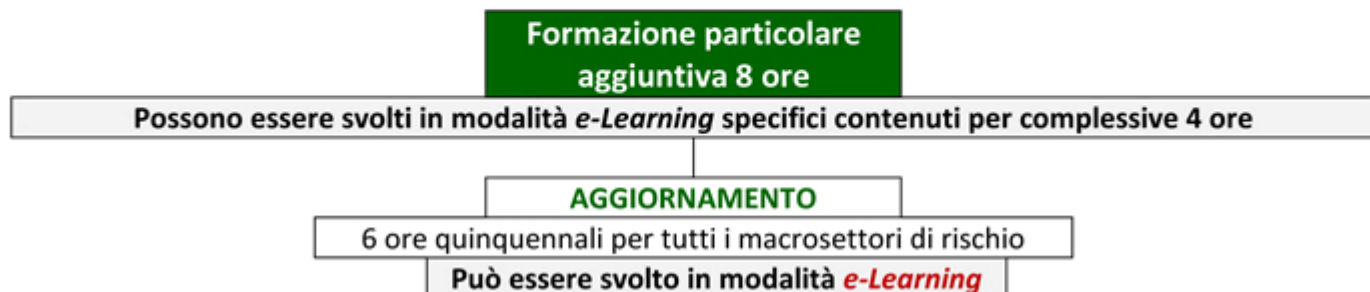 Formazione particolare
aggiuntiva 8 ore
Possono essere svolti in modalità e-Learning specifici contenuti per complessive 4 ore
AGGIORNAMENTO
6 ore quinquennali per tutti i macrosettori di rischio
Può essere svolto in modalità e-Learning